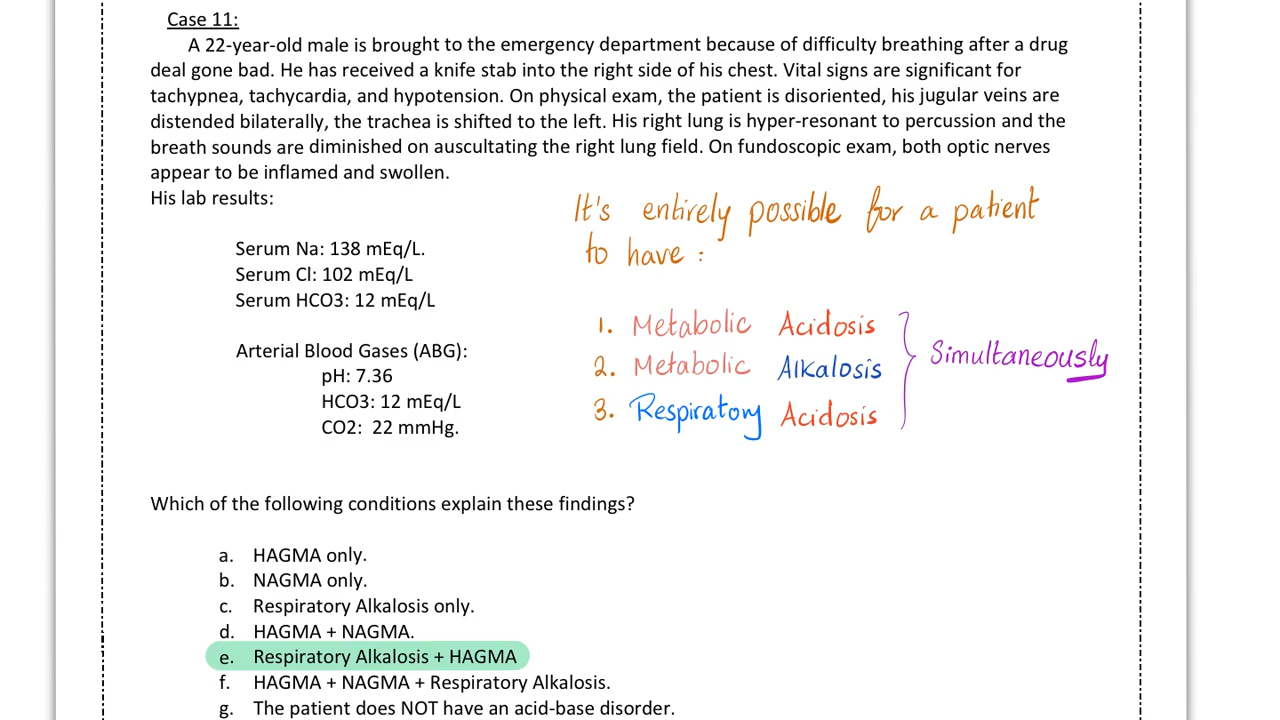 Case 11:
A 22-year-old male is brought to the emergency department because of difficulty breathing after a drug
deal gone bad. He has received a knife stab into the right side of his chest. Vital signs are significant for
tachypnea, tachycardia, and hypotension. On physical exam, the patient is disoriented, his jugular veins are
distended bilaterally, the trachea is shifted to the left. His right lung is hyper-resonant to percussion and the
breath sounds are diminished on auscultating the right lung field. On fundoscopic exam, both optic nerves
appear to be inflamed and swollen.
His lab results:
It's entirely possible for a patient
to have :
Serum Na: 138 mEq/L.
Serum Cl: 102 mEq/L
Serum HCO3: 12 mEq/L
1. Metabolic Acidosis
2. Metabolic Alkalosis
3. Respiratory Acidosis
Simultaneously
Arterial Blood Gases (ABG):
pH: 7.36
HCO3: 12 mEq/L
CO2: 22 mmHg.
Which of the following conditions explain these findings?
a. HAGMA only.
b. NAGMA only.
c. Respiratory Alkalosis only.
d. HAGMA + NAGMA.
e. Respiratory Alkalosis + HAGMA
f. HAGMA + NAGMA + Respiratory Alkalosis.
g. The patient does NOT have an acid-base disorder.